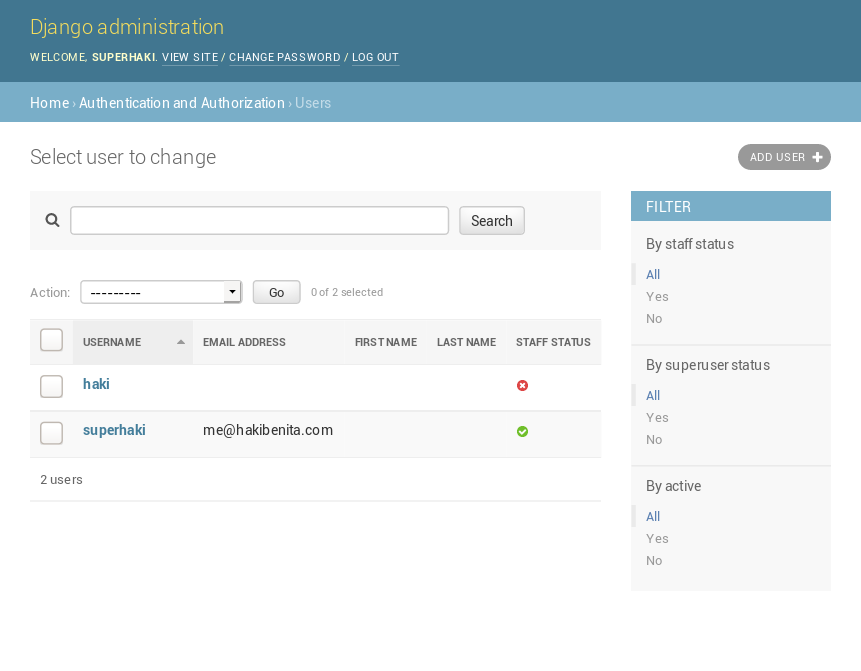 Django administration
WELCOME, SUPERHAKI. VIEW SITE / CHANGE PASSWORD / LOG OUT
Home › Authentication and Authorization › Users
Select user to change
ADD USER
Search
Action: --------- Go 0 of 2 selected
USERNAME EMAIL ADDRESS FIRST NAME LAST NAME STAFF STATUS
haki
superhaki me@hakibenita.com
2 users
FILTER
By staff status
All
Yes
No
By superuser status
All
Yes
No
By active
All
Yes
No